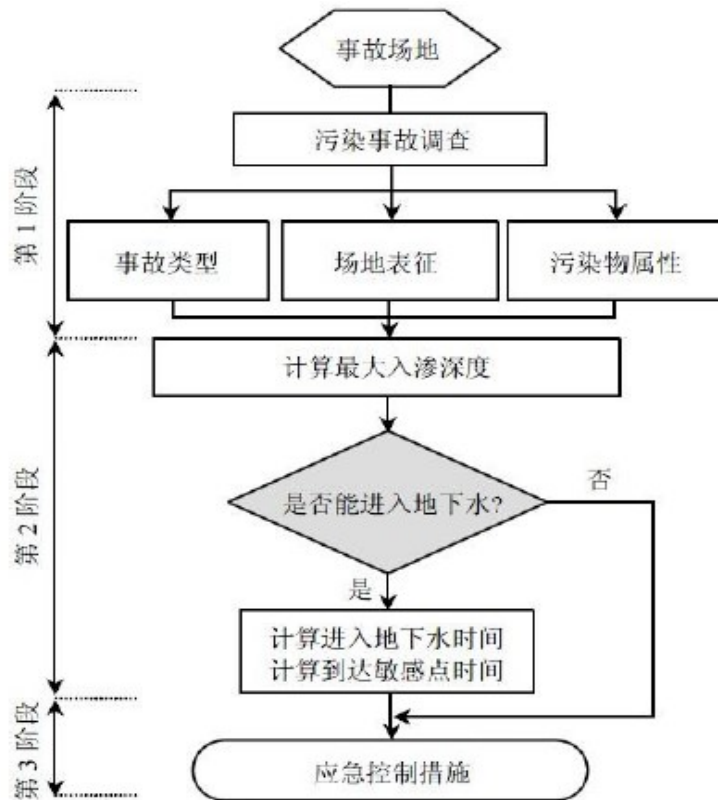 事故场地
第1阶段
污染事故调查
事故类型
场地表征
污染物属性
第2阶段
计算最大入渗深度
是否能进入地下水?
否
是
计算进入地下水时间
计算到达敏感点时间
第3阶段
应急控制措施